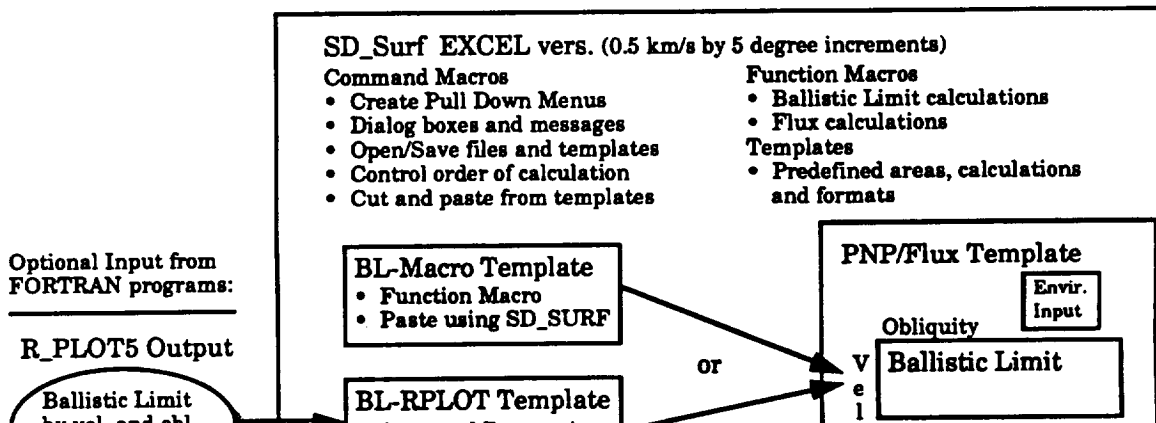 SD_Surf EXCEL vers. (0.5 km/s by 5 degree increments)
Command Macros
• Create Pull Down Menus
• Dialog boxes and messages
• Open/Save files and templates
• Control order of calculation
• Cut and paste from templates
Function Macros
• Ballistic Limit calculations
• Flux calculations
Templates
• Predefined areas, calculations
and formats
Optional Input from
FORTRAN programs:
R_PLOT5 Output
Ballistic Limit
by vel. and obl.
BL-Macro Template
• Function Macro
• Paste using SD_SURF
or
BL-RPLOT Template
PNP/Flux Template
Envir.
Input
Obliquity
Ballistic Limit
V
e
l